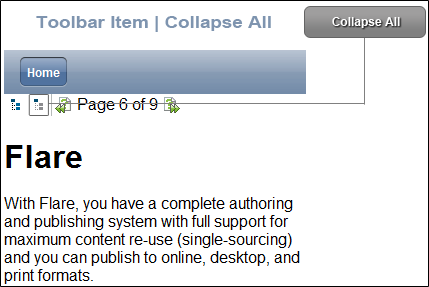 Toolbar Item | Collapse All
Collapse All
Home
Page 6 of 9
Flare
With Flare, you have a complete authoring
and publishing system with full support for
maximum content re-use (single-sourcing)
and you can publish to online, desktop, and
print formats.